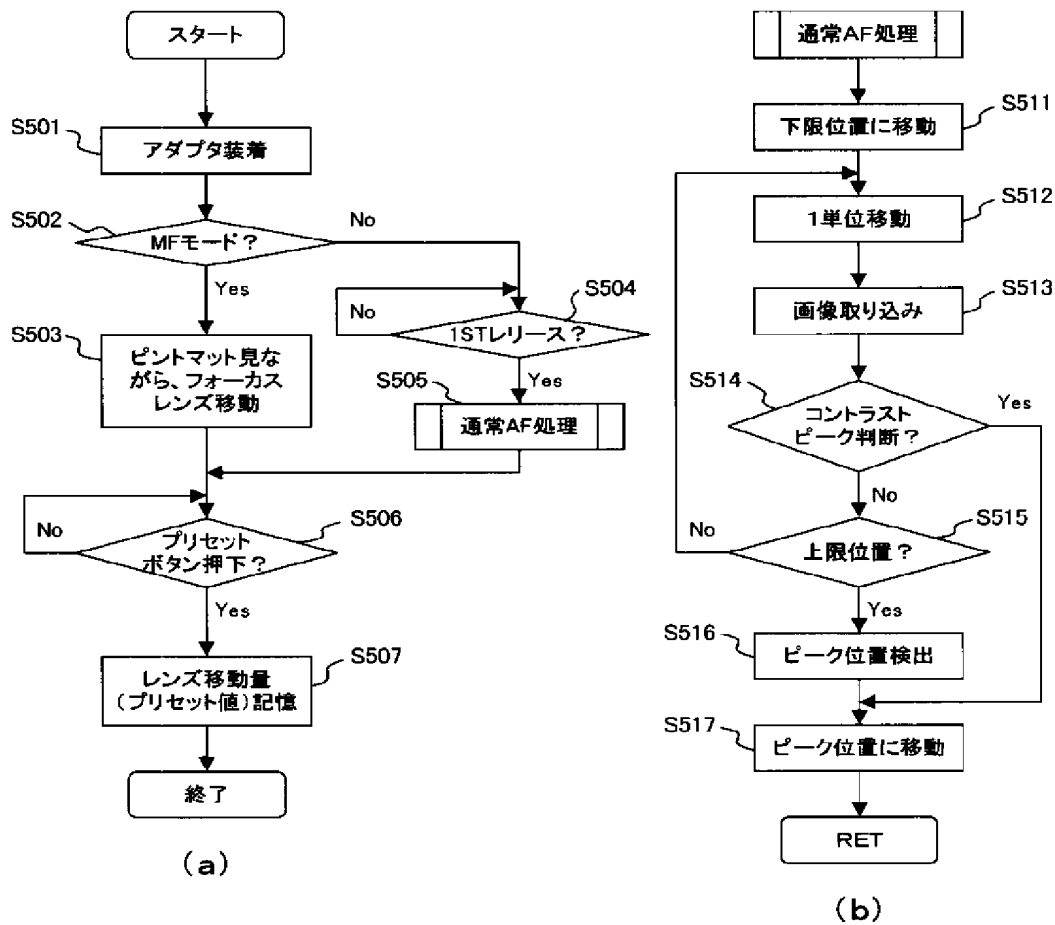 スタート
S501
アダプタ装着
S502
MFモード？
No
Yes
S503
ピントマット見な
がら、フォーカス
レンズ移動
S504
No
1STレリース？
Yes
S505
通常AF処理
S506
No
プリセット
ボタン押下？
Yes
S507
レンズ移動量
（プリセット値）記憶
終了
(a)
通常AF処理
S511
下限位置に移動
S512
1単位移動
S513
画像取り込み
S514
コントラスト
ピーク判断？
Yes
No
S515
No
上限位置？
Yes
S516
ピーク位置検出
S517
ピーク位置に移動
RET
(b)